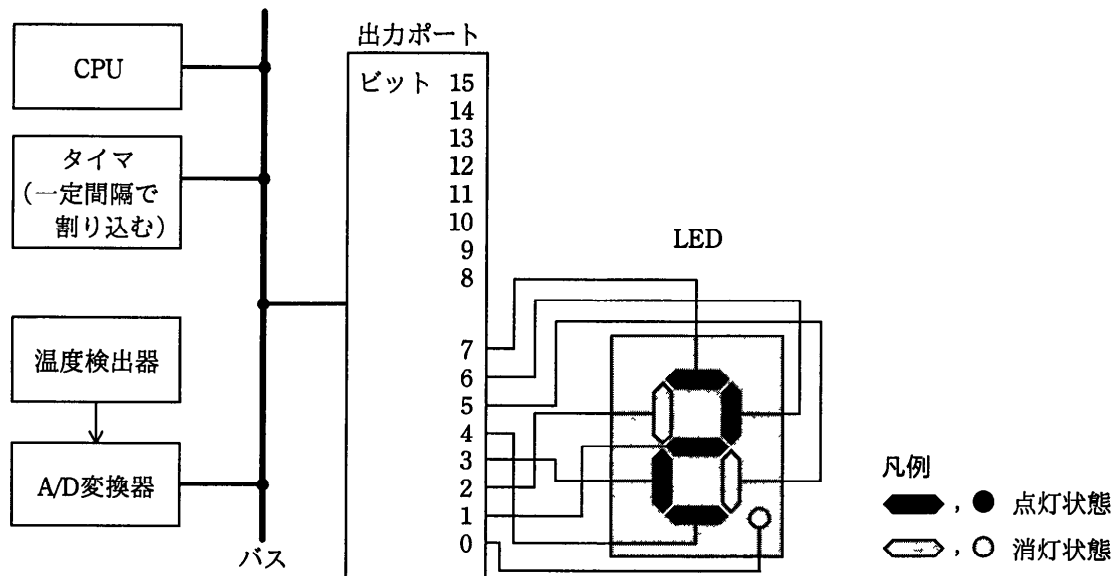 CPU
タイマ
(一定間隔で
割り込む)
温度検出器
A/D変換器
バス
出力ポート
ビット 15
14
13
12
11
10
9
8
7
6
5
4
3
2
1
0
LED
凡例
, 点灯状態
, 消灯状態